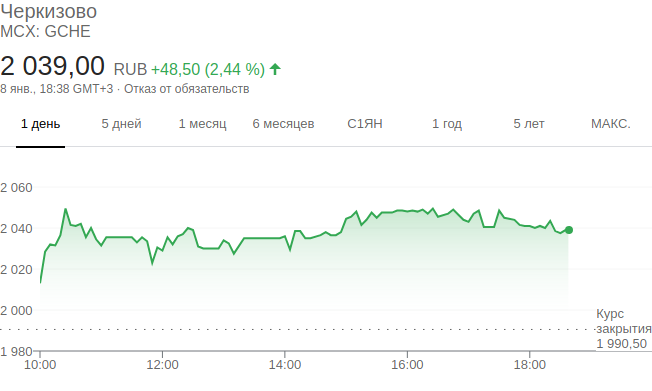 Черкизово
MCX: GCHE
2 039,00 RUB +48,50 (2,44 %)
8 янв., 18:38 GMT+3 · Отказ от обязательств
1 день 5 дней 1 месяц 6 месяцев С1ЯН 1 год 5 лет МАКС.
2 060
2 040
2 020
2 000
Курс
закрытия
1 990,50
1 980
10:00 12:00 14:00 16:00 18:00